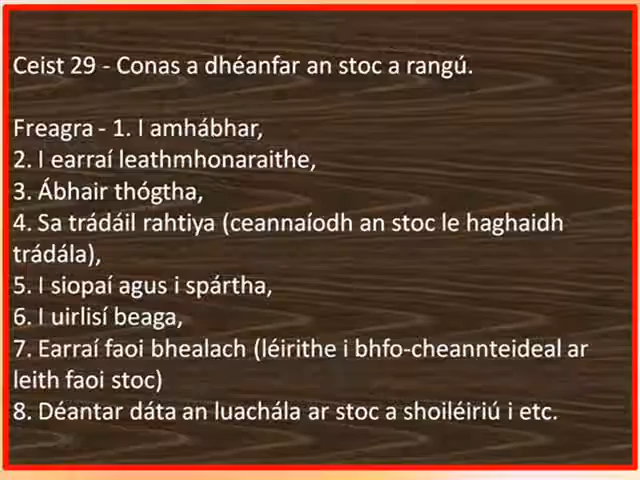 Ceist 29 - Conas a dhéanfar an stoc a rangú.
Freagra - 1. I amhábhar,
2. I earraí leathmhonaraithe,
3. Ábhair thógtha,
4. Sa trádáil rahtiya (ceannaíodh an stoc le haghaidh
trádála),
5. I siopaí agus i spártha,
6. I uirlisí beaga,
7. Earraí faoi bhealach (léirithe i bhfo-cheannteideal ar
leith faoi stoc)
8. Déantar dáta an luachála ar stoc a shoiléiriú i etc.